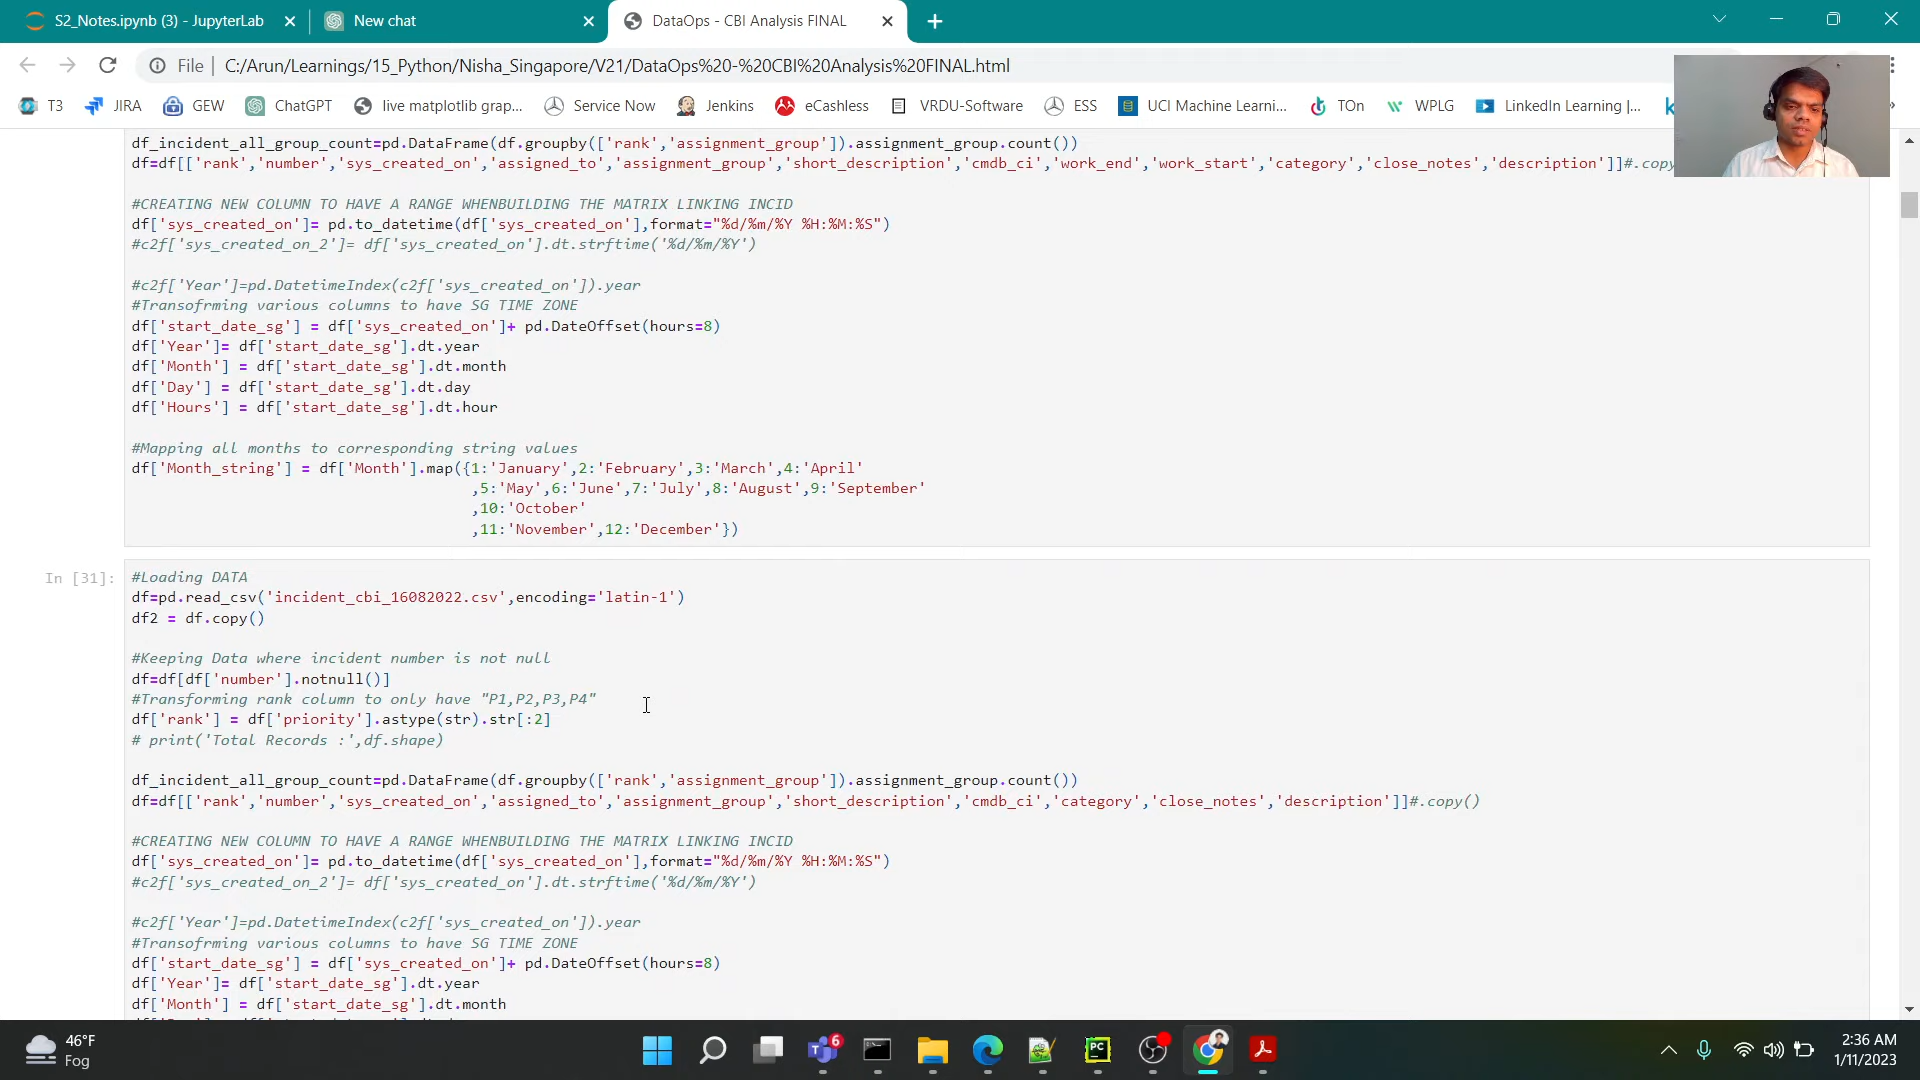 S2_Notes.ipynb (3) - JupyterLab
New chat
DataOps - CBI Analysis FINAL
File | C:/Arun/Learnings/15_Python/Nisha_Singapore/V21/DataOps%20-%20CBI%20Analysis%20FINAL.html
T3 JIRA GEW ChatGPT live matplotlib grap... Service Now Jenkins eCashless VRDU-Software ESS UCI Machine Learni... TOn WPLG LinkedIn Learning |...
df_incident_all_group_count=pd.DataFrame(df.groupby(['rank','assignment_group']).assignment_group.count())
df=df[['rank','number','sys_created_on','assigned_to','assignment_group','short_description','cmdb_ci','work_end','work_start','category','close_notes','description']]#.copy
#CREATING NEW COLUMN TO HAVE A RANGE WHENBUILDING THE MATRIX LINKING INCID
df['sys_created_on']= pd.to_datetime(df['sys_created_on'],format="%d/%m/%Y %H:%M:%S")
#c2f['sys_created_on_2']= df['sys_created_on'].dt.strftime('%d/%m/%Y')
#c2f['Year']=pd.DatetimeIndex(c2f['sys_created_on']).year
#Transofrming various columns to have SG TIME ZONE
df['start_date_sg'] = df['sys_created_on']+ pd.DateOffset(hours=8)
df['Year']= df['start_date_sg'].dt.year
df['Month'] = df['start_date_sg'].dt.month
df['Day'] = df['start_date_sg'].dt.day
df['Hours'] = df['start_date_sg'].dt.hour
#Mapping all months to corresponding string values
df['Month_string'] = df['Month'].map({1:'January',2:'February',3:'March',4:'April'
,5:'May',6:'June',7:'July',8:'August',9:'September'
,10:'October'
,11:'November',12:'December'})
In [31]:
#Loading DATA
df=pd.read_csv('incident_cbi_16082022.csv',encoding='latin-1')
df2 = df.copy()
#Keeping Data where incident number is not null
df=df[df['number'].notnull()]
#Transforming rank column to only have "P1,P2,P3,P4"
df['rank'] = df['priority'].astype(str).str[:2]
# print('Total Records :',df.shape)
df_incident_all_group_count=pd.DataFrame(df.groupby(['rank','assignment_group']).assignment_group.count())
df=df[['rank','number','sys_created_on','assigned_to','assignment_group','short_description','cmdb_ci','category','close_notes','description']]#.copy()
#CREATING NEW COLUMN TO HAVE A RANGE WHENBUILDING THE MATRIX LINKING INCID
df['sys_created_on']= pd.to_datetime(df['sys_created_on'],format="%d/%m/%Y %H:%M:%S")
#c2f['sys_created_on_2']= df['sys_created_on'].dt.strftime('%d/%m/%Y')
#c2f['Year']=pd.DatetimeIndex(c2f['sys_created_on']).year
#Transofrming various columns to have SG TIME ZONE
df['start_date_sg'] = df['sys_created_on']+ pd.DateOffset(hours=8)
df['Year']= df['start_date_sg'].dt.year
df['Month'] = df['start_date_sg'].dt.month
46°F
Fog
6
PC
2:36 AM
1/11/2023